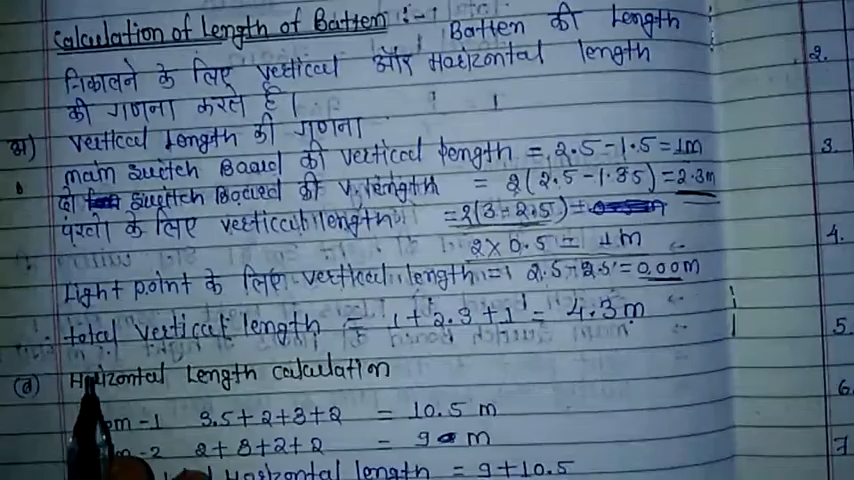 Calculation of Length of Batten :- Batten की Length
निकालने के लिए vertical और Horizontal length
की गणना करते है।
अ) vertical Length की गणना
main switch Board की vertical length = 2.5-1.5=1m
दो switch Board की v. length = 2(2.5-1.35)=2.3m
पंखो के लिए vertical length = 2(3-2.5)=
2x0.5= 1m
Light point के लिए vertical length = 2.5-2.5=0.00m
total vertical length = 1+2.3+1 = 4.3m
(ब) Horizontal Length calculation
m-1 3.5+2+3+2 = 10.5 m
-2 2+3+2+2 = 9 m
Horizontal length = 9+10.5
2.
3.
4.
5
6.
7